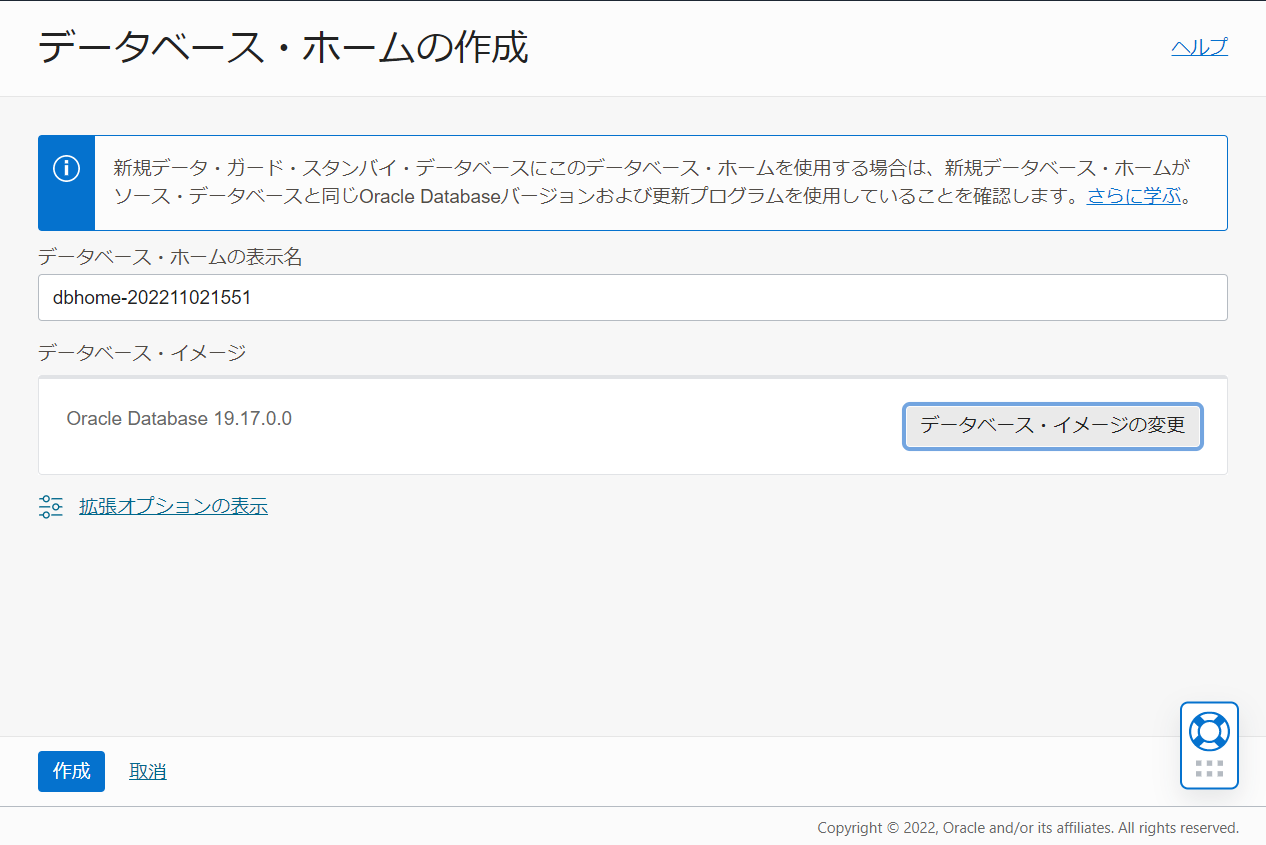 データベース・ホームの作成
ヘルプ
新規データ・ガード・スタンバイ・データベースにこのデータベース・ホームを使用する場合は、新規データベース・ホームが
ソース・データベースと同じOracle Databaseバージョンおよび更新プログラムを使用していることを確認します。さらに学ぶ。
データベース・ホームの表示名
dbhome-202211021551
データベース・イメージ
Oracle Database 19.17.0.0
データベース・イメージの変更
拡張オプションの表示
作成
取消
Copyright © 2022, Oracle and/or its affiliates. All rights reserved.